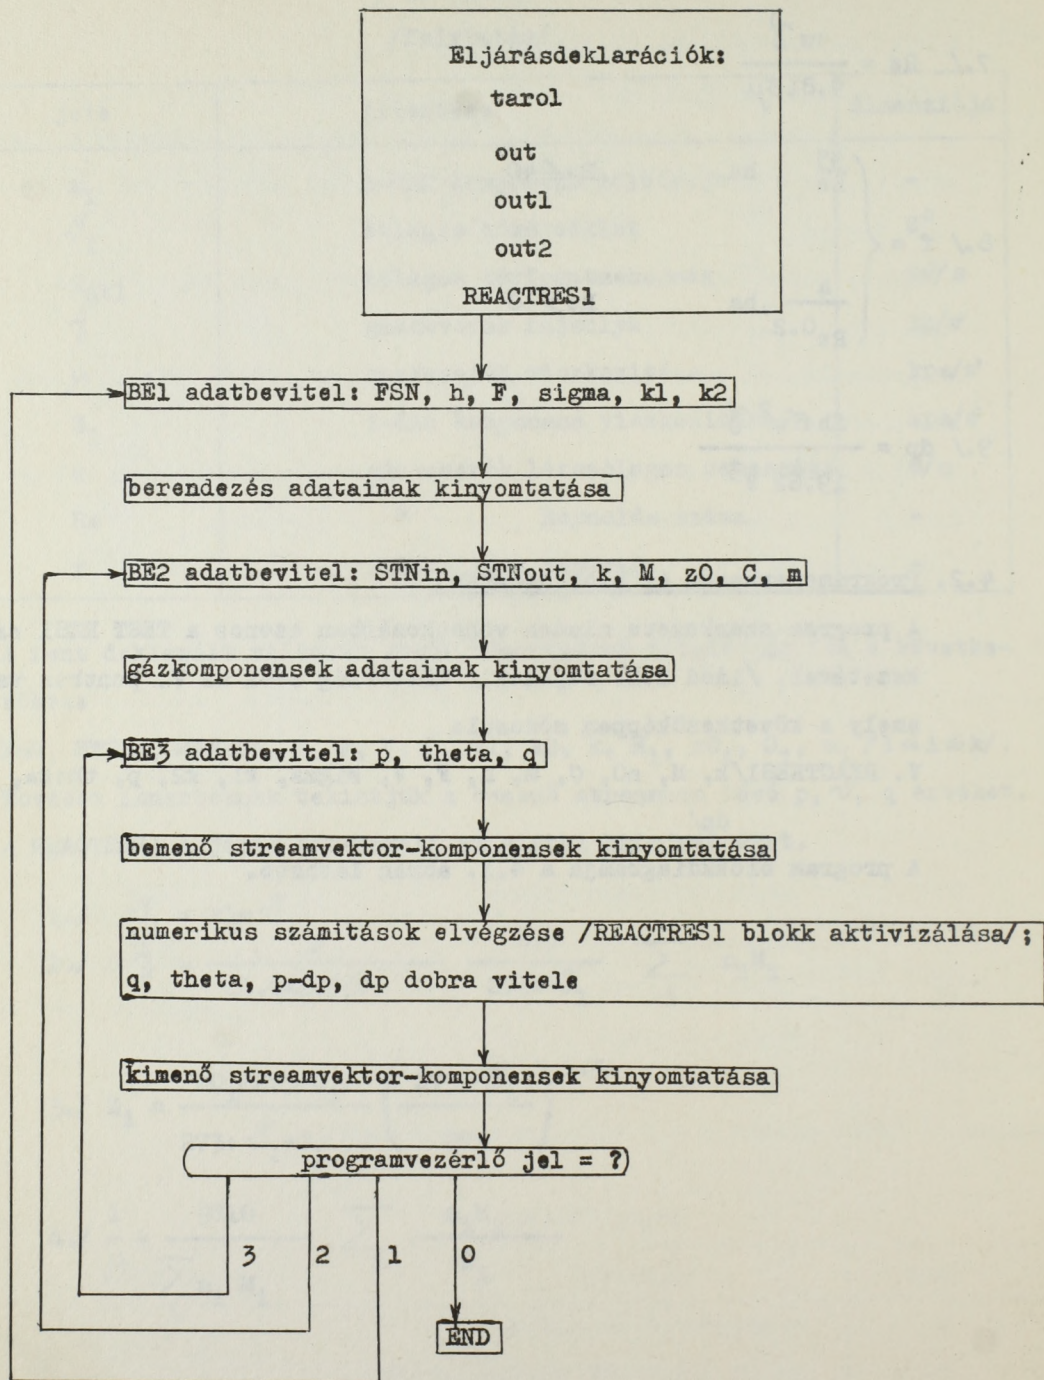 Eljárásdeklarációk:
tarol
out
out1
out2
REACTRES1
BE1 adatbevitel: FSN, h, F, sigma, k1, k2
berendezés adatainak kinyomtatása
BE2 adatbevitel: STNin, STNout, k, M, zO, C, m
gázkomponensek adatainak kinyomtatása
BE3 adatbevitel: p, theta, q
bemenő streamvektor-komponensek kinyomtatása
numerikus számitások elvégzése /REACTRES1 blokk aktivizálása/;
q, theta, p-dp, dp dobra vitele
kimenő streamvektor-komponensek kinyomtatása
programvezérlő jel = ?
3 2 1 0
END